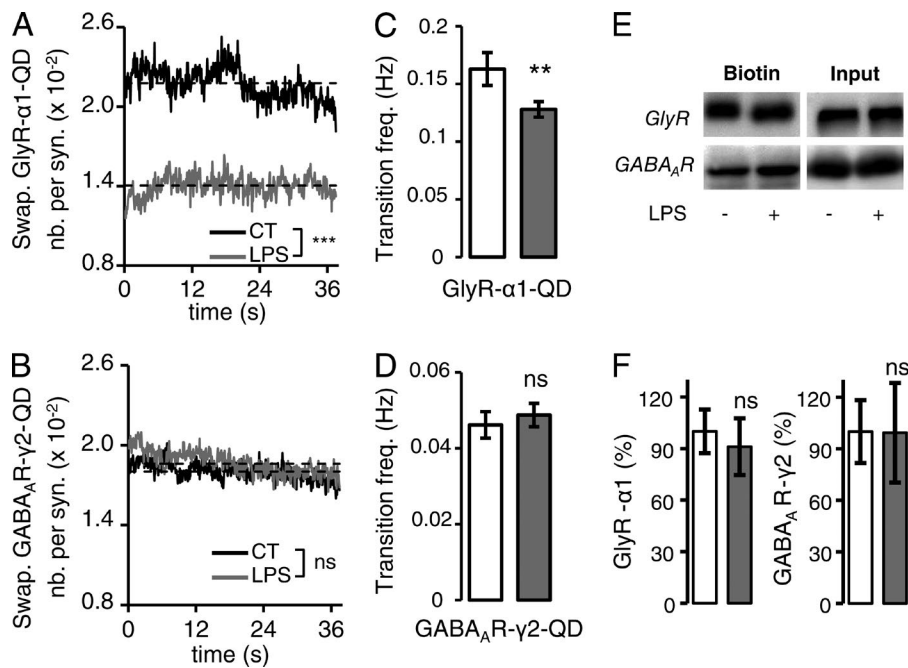 A
Swap. GlyR-α1-QD
nb. per syn. (x 10-2)
2.6
2.0
1.4
0.8
CT
LPS
***
0 12 24 36
time (s)
B
Swap. GABAAR-γ2-QD
nb. per syn. (x 10-2)
2.6
2.0
1.4
0.8
CT
LPS
ns
0 12 24 36
time (s)
C
Transition freq. (Hz)
0.2
0.15
0.1
0.05
0
**
GlyR-α1-QD
D
Transition freq. (Hz)
0.06
0.04
0.02
0
ns
GABAAR-γ2-QD
E
Biotin Input
GlyR
GABAAR
LPS - + - +
F
GlyR -α1 (%)
120
90
60
30
0
ns
GABAA R-γ2 (%)
120
90
60
30
0
ns